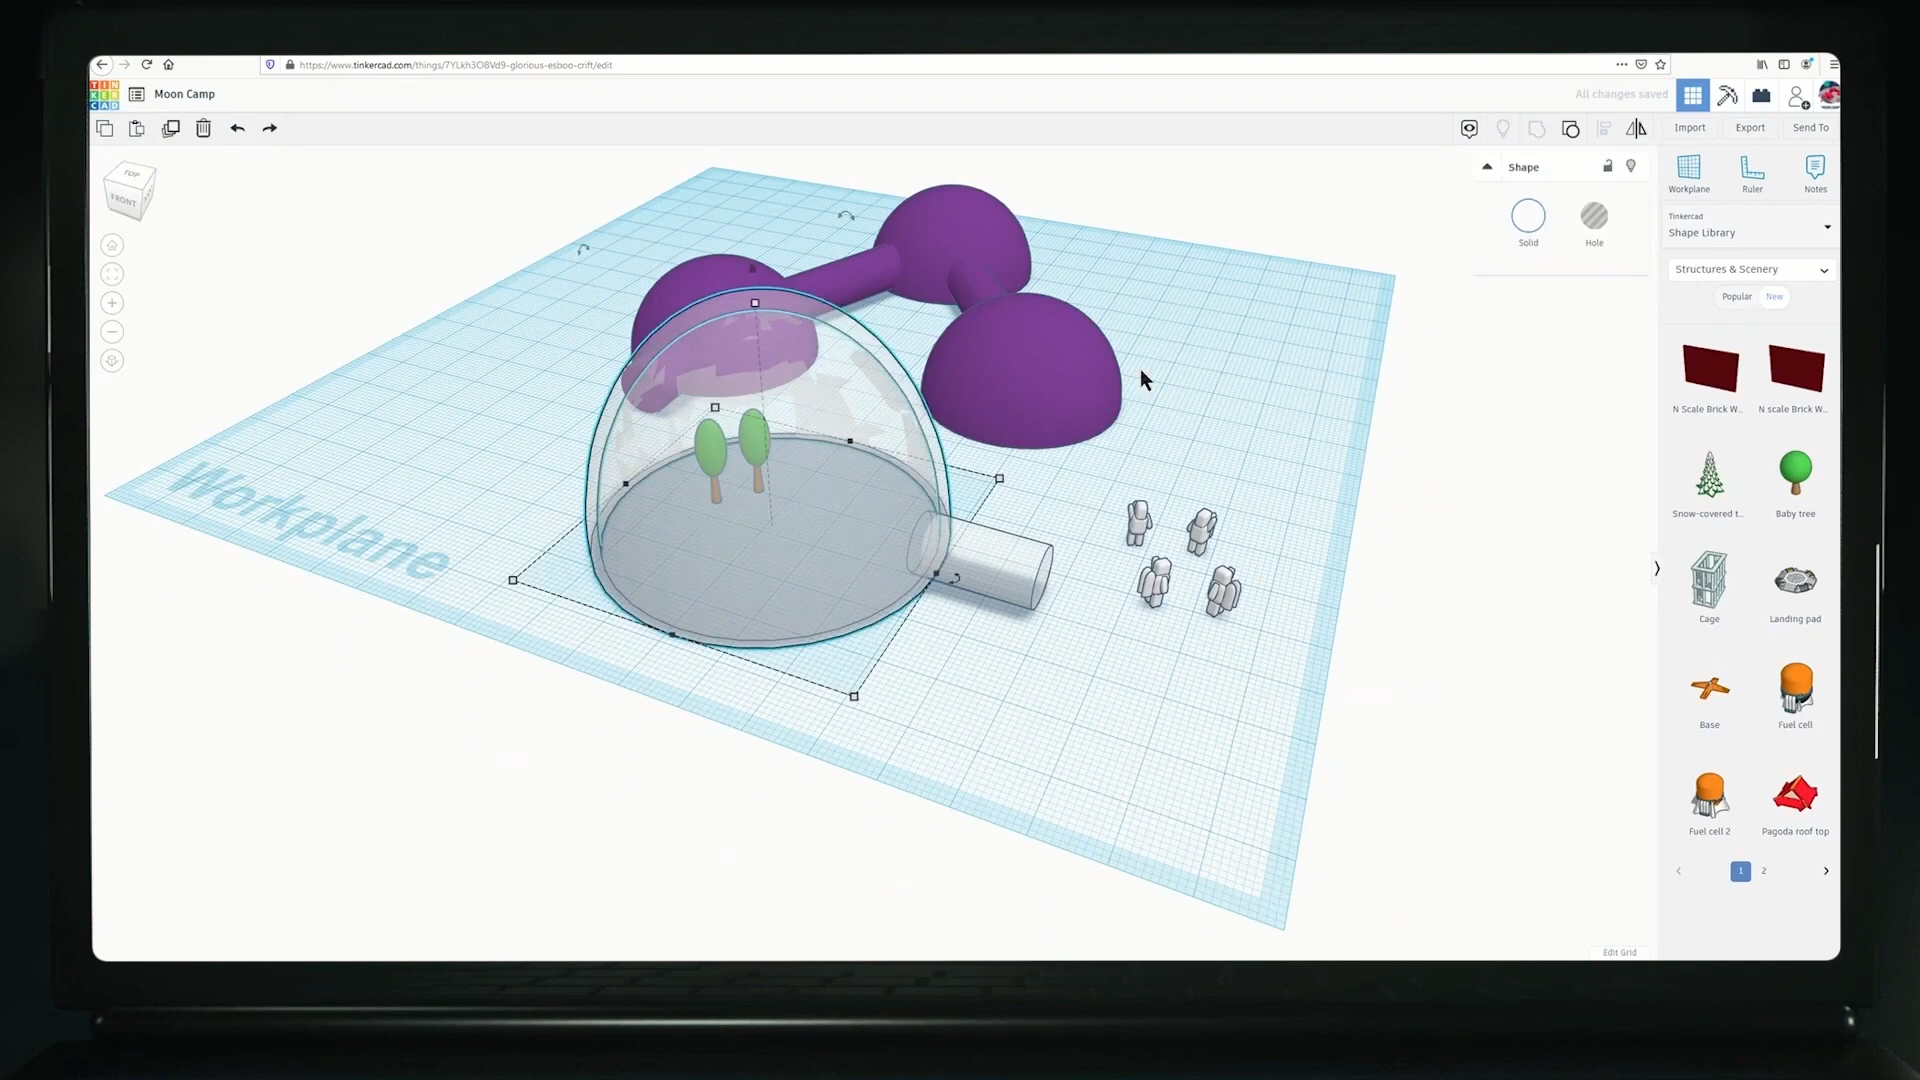 https://www.tinkercad.com/things/7YLkh3O8Vd9-glorious-esboo-crift/edit
TIN
KER
CAD
Moon Camp
All changes saved
Import
Export
Send To
TOP
FRONT
Shape
Solid
Hole
Workplane
Ruler
Notes
Tinkercad
Shape Library
Structures & Scenery
Popular
New
N Scale Brick W...
N scale Brick W...
Snow-covered t...
Baby tree
Cage
Landing pad
Base
Fuel cell
Fuel cell 2
Pagoda roof top
1
2
Workplane
Edit Grid